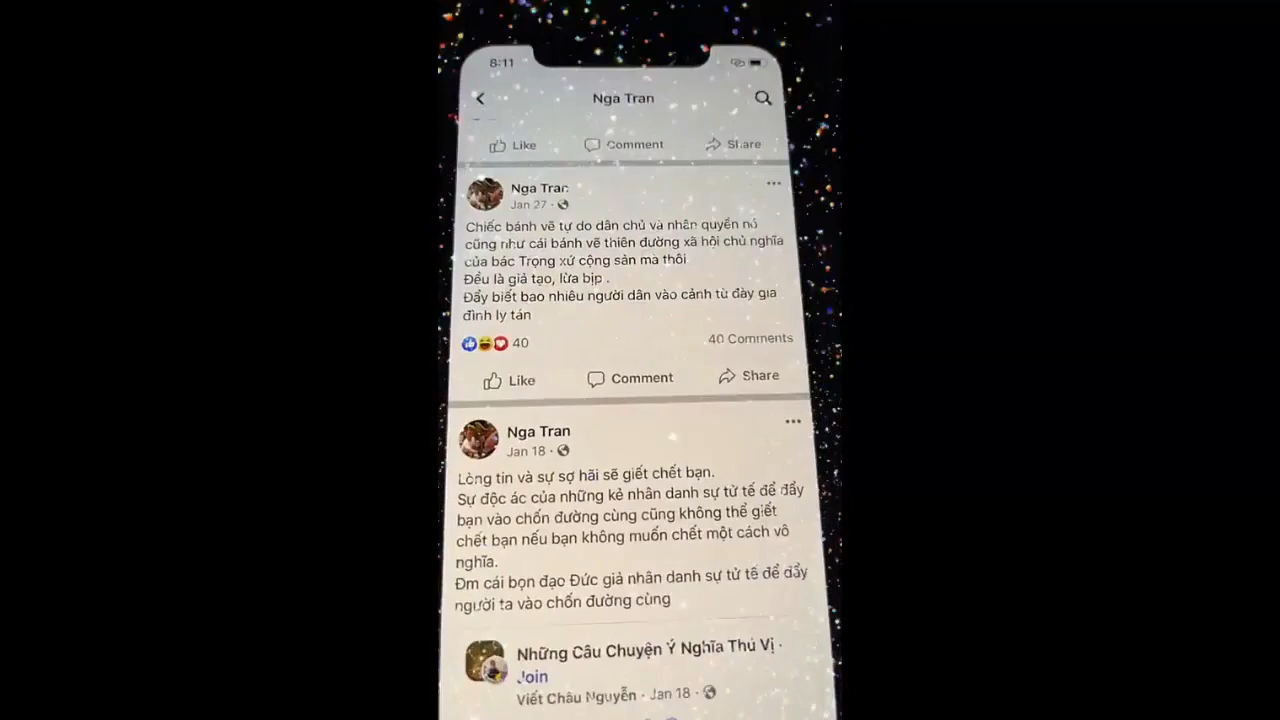 8:11
Nga Tran
Like Comment Share
Nga Tran
Jan 27 ·
Chiếc bánh vẽ tự do dân chủ và nhân quyền nó
cũng như cái bánh vẽ thiên đường xã hội chủ nghĩa
của bác Trọng xứ cộng sản mà thôi
Đều là giả tạo, lừa bịp .
Đẩy biết bao nhiêu người dân vào cảnh tù đày gia
đình ly tán
40 40 Comments
Like Comment Share
Nga Tran
Jan 18 ·
Lòng tin và sự sợ hãi sẽ giết chết bạn.
Sự độc ác của những kẻ nhân danh sự tử tế để đẩy
bạn vào chốn đường cùng cũng không thể giết
chết bạn nếu bạn không muốn chết một cách vô
nghĩa.
Đm cái bọn đạo Đức giả nhân danh sự tử tế để đẩy
người ta vào chốn đường cùng
Những Câu Chuyện Ý Nghĩa Thú Vị ·
Join
Viết Châu Nguyễn · Jan 18 ·